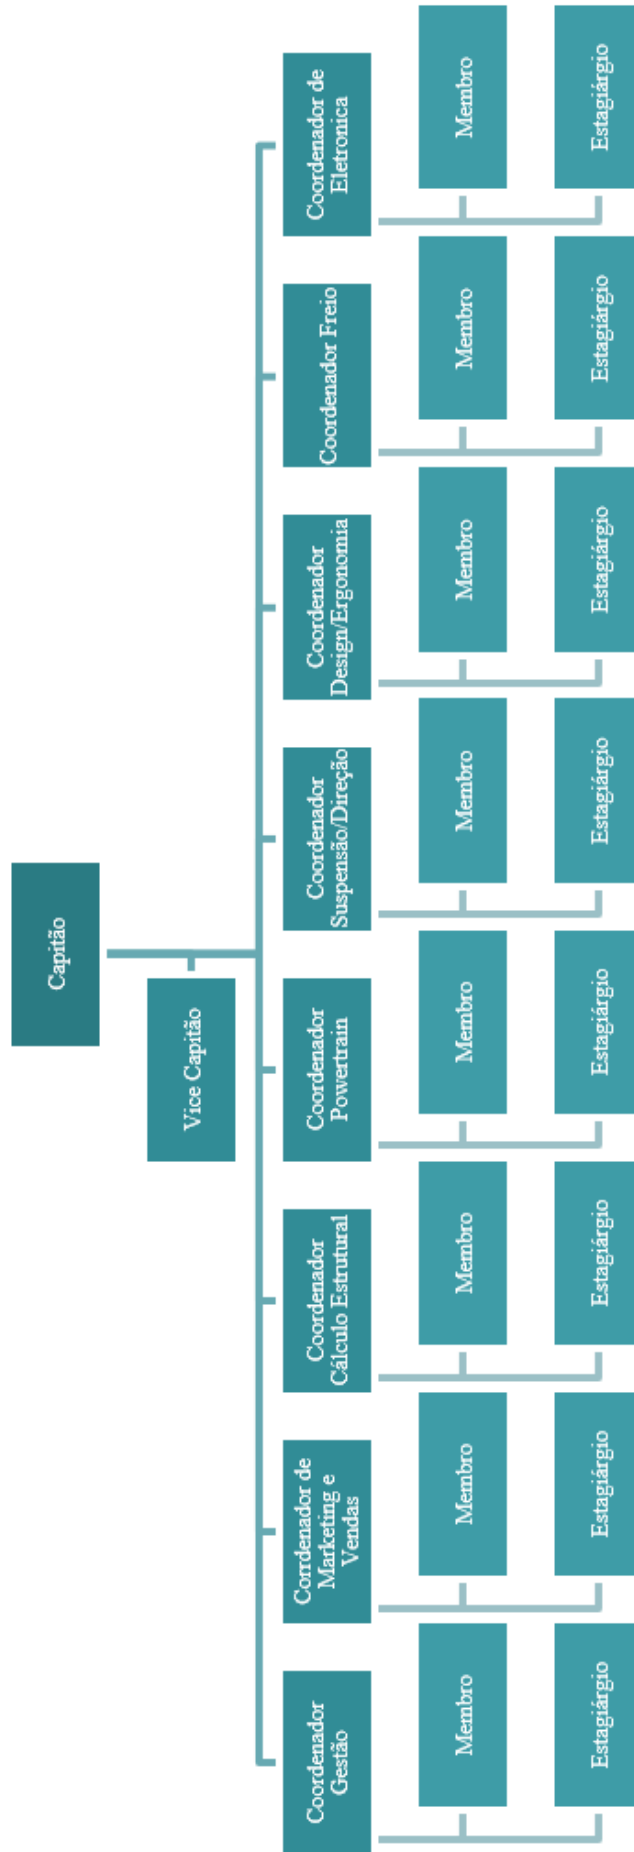 Capitão
Vice Capitão
Coordenador
Gestão
Corrdenador de
Marketing e
Vendas
Coordenador
Cálculo Estrutural
Coordenador
Powertrain
Coordenador
Suspensão/Direção
Coordenador
Design/Ergonomia
Coordenador Freio
Coordenador de
Eletronica
Membro
Membro
Membro
Membro
Membro
Membro
Membro
Membro
Estagiárgio
Estagiárgio
Estagiárgio
Estagiárgio
Estagiárgio
Estagiárgio
Estagiárgio
Estagiárgio